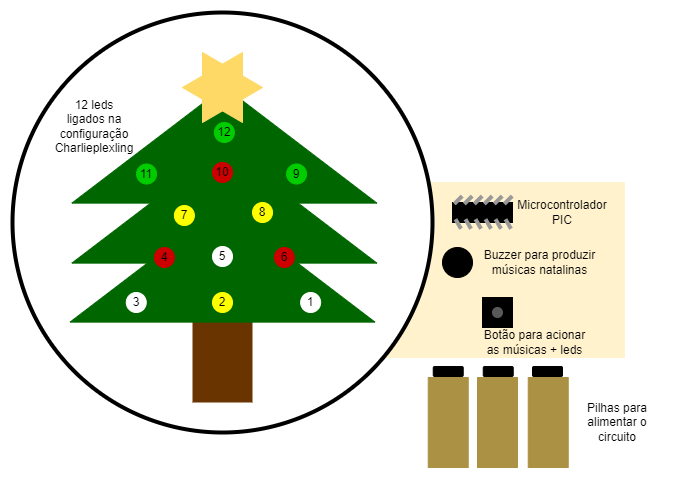 12 leds
ligados na
configuração
Charlieplexling
12
11
10
9
7
8
4
5
6
3
2
1
Microcontrolador
PIC
Buzzer para produzir
músicas natalinas
Botão para acionar
as músicas + leds
Pilhas para
alimentar o
circuito